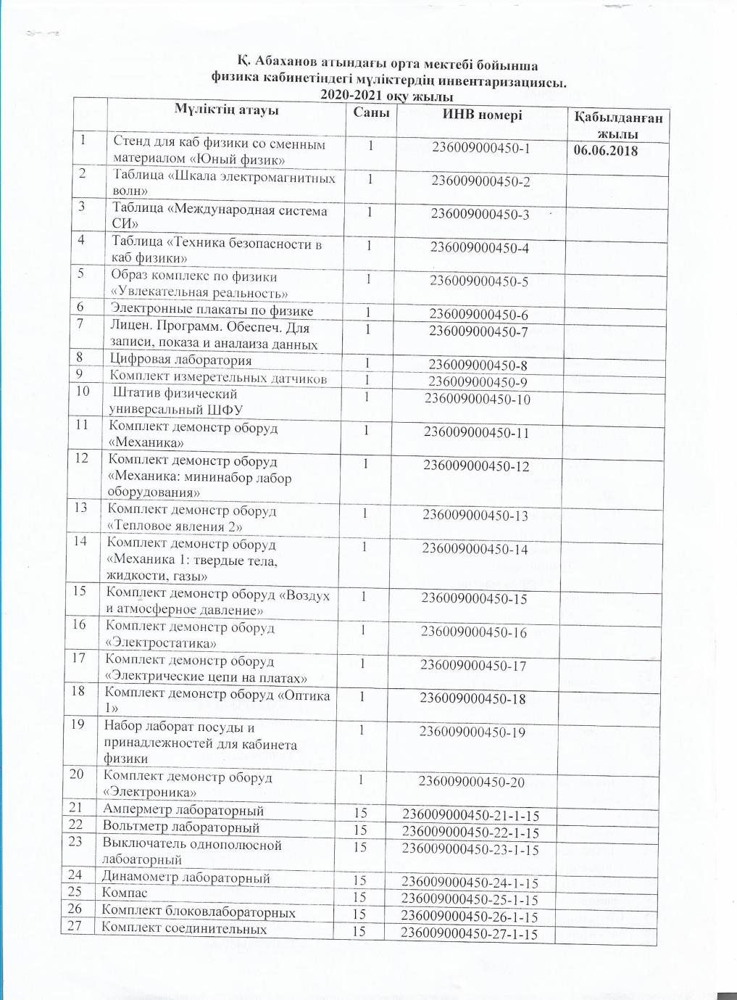 Қ. Абаханов атындағы орта мектебі бойынша
физика кабинетіндегі мүліктердің инвентаризациясы.
2020-2021 оқу жылы
Мүліктің атауы Саны ИНВ номері Қабылданған
жылы
1 Стенд для каб физики со сменным 1 236009000450-1 06.06.2018
материалом «Юный физик»
2 Таблица «Шкала электромагнитных 1 236009000450-2
волн»
3 Таблица «Международная система 1 236009000450-3
СИ»
4 Таблица «Техника безопасности в 1 236009000450-4
каб физики»
5 Образ комплекс по физики 1 236009000450-5
«Увлекательная реальность»
6 Электронные плакаты по физике 1 236009000450-6
7 Лицен. Программ. Обеспеч. Для 1 236009000450-7
записи, показа и аналаиза данных
8 Цифровая лаборатория 1 236009000450-8
9 Комплект измеретельных датчиков 1 236009000450-9
10 Штатив физический 1 236009000450-10
универсальный ШФУ
11 Комплект демонстр оборуд 1 236009000450-11
«Механика»
12 Комплект демонстр оборуд 1 236009000450-12
«Механика: мининабор лабор
оборудования»
13 Комплект демонстр оборуд 1 236009000450-13
«Тепловое явления 2»
14 Комплект демонстр оборуд 1 236009000450-14
«Механика 1: твердые тела,
жидкости, газы»
15 Комплект демонстр оборуд «Воздух 1 236009000450-15
и атмосферное давление»
16 Комплект демонстр оборуд 1 236009000450-16
«Электростатика»
17 Комплект демонстр оборуд 1 236009000450-17
«Электрические цепи на платах»
18 Комплект демонстр оборуд «Оптика 1 236009000450-18
1»
19 Набор лаборат посуды и 1 236009000450-19
принадлежностей для кабинета
физики
20 Комплект демонстр оборуд 1 236009000450-20
«Электроника»
21 Амперметр лабораторный 15 236009000450-21-1-15
22 Вольтметр лабораторный 15 236009000450-22-1-15
23 Выключатель однополюсной 15 236009000450-23-1-15
лабоаторный
24 Динамометр лабораторный 15 236009000450-24-1-15
25 Компас 15 236009000450-25-1-15
26 Комплект блоковлабораторных 15 236009000450-26-1-15
27 Комплект соединительных 15 236009000450-27-1-15